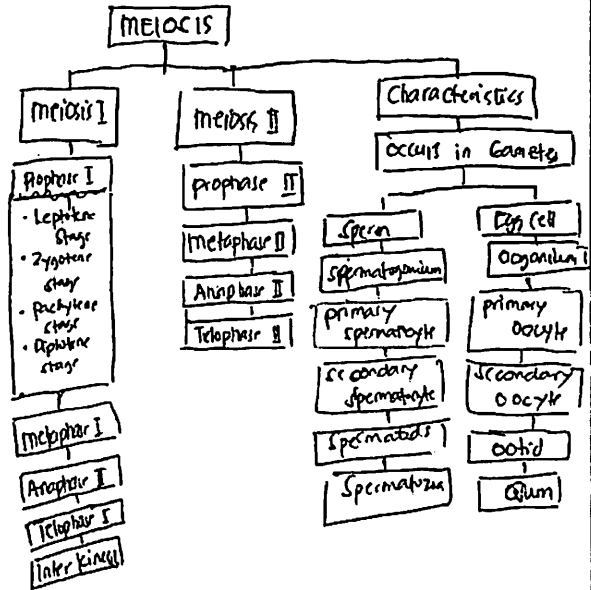 MEIOCIS
meiosis I
Prophase I
• Leptotene
stage
• Zygotene
stage
• pachytene
stage
• Diplotene
stage
Metaphase I
Anaphase II
Telophase I
Interkinesis
meiosis II
prophase II
Metaphase II
Anaphase II
Telophase II
Characteristics
occurs in Gametes
Sperm
spermatogonium
primary
spermatocyte
secondary
spermatocyte
spermatids
Spermatozoa
Egg cell
Oogonium
primary
oocyte
secondary
oocyte
ootid
Ovum